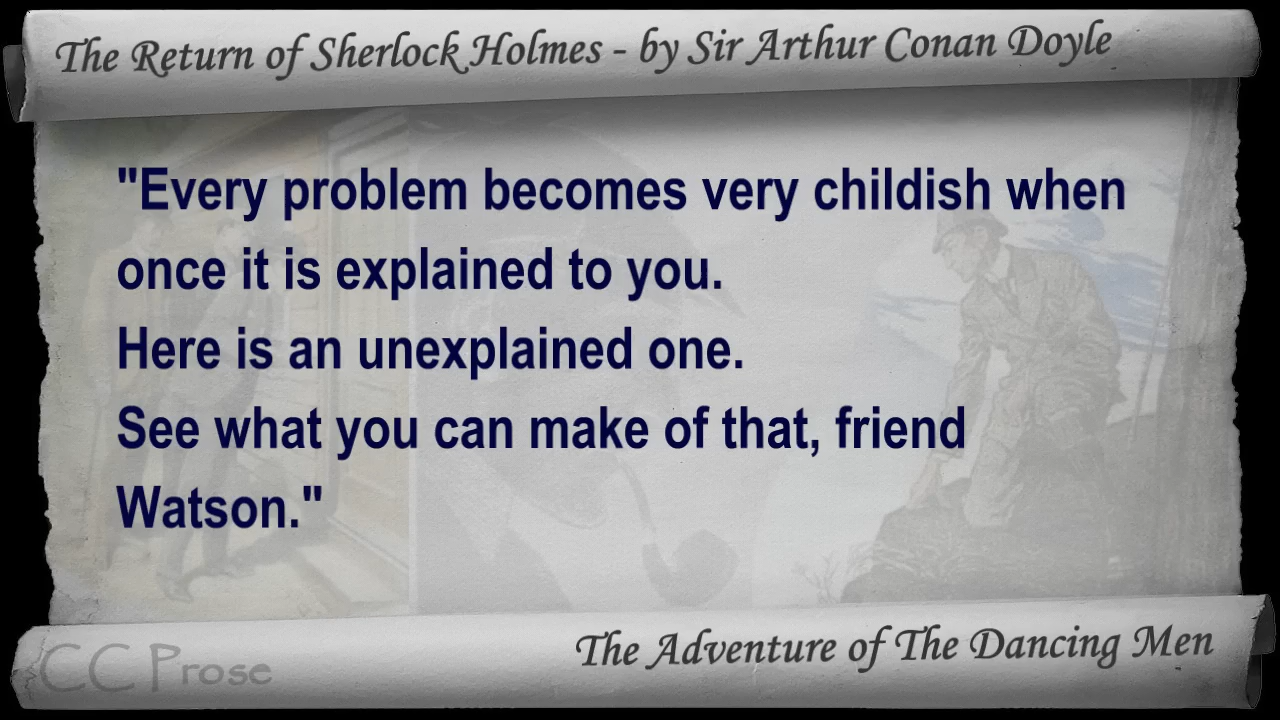 The Return of Sherlock Holmes - by Sir Arthur Conan Doyle
"Every problem becomes very childish when
once it is explained to you.
Here is an unexplained one.
See what you can make of that, friend
Watson."
The Adventure of The Dancing Men
CC Prose